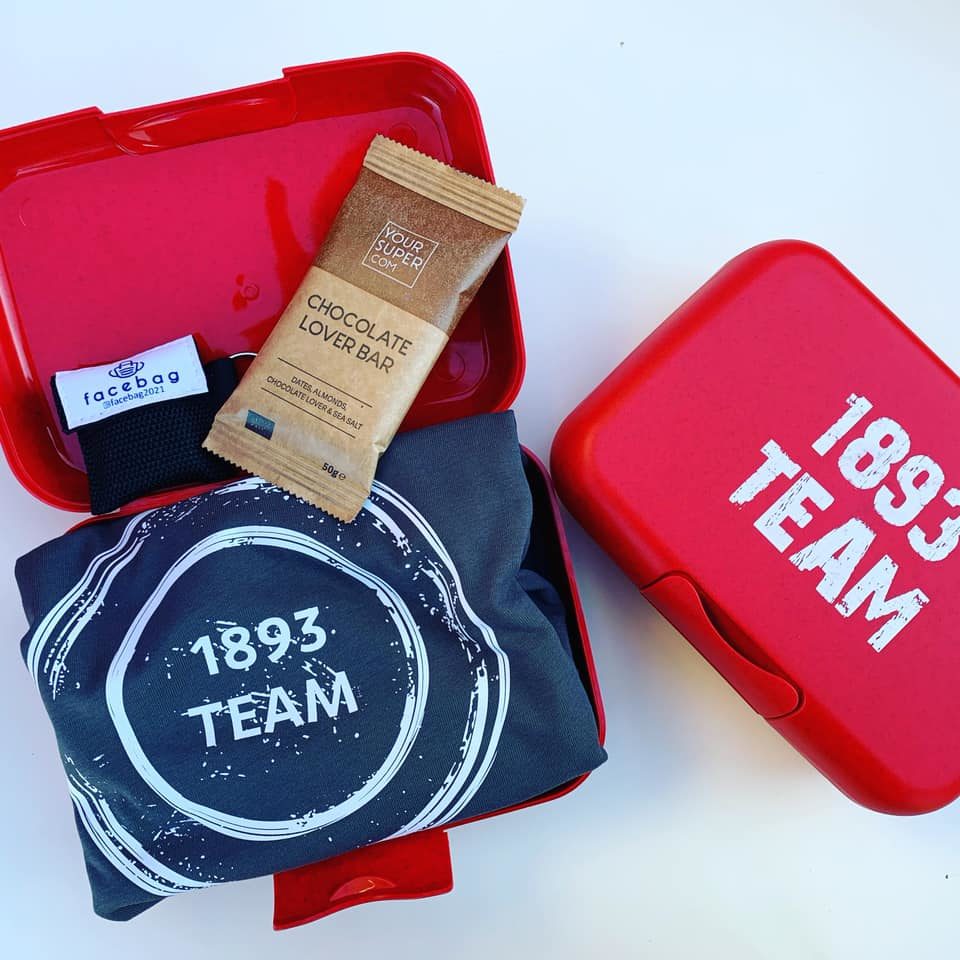 facebag
@facebag2021
YOUR
SUPER
.COM
CHOCOLATE
LOVER BAR
DATES, ALMONDS,
CHOCOLATE LOVER & SEA SALT
50g℮
1893
TEAM
1893
TEAM